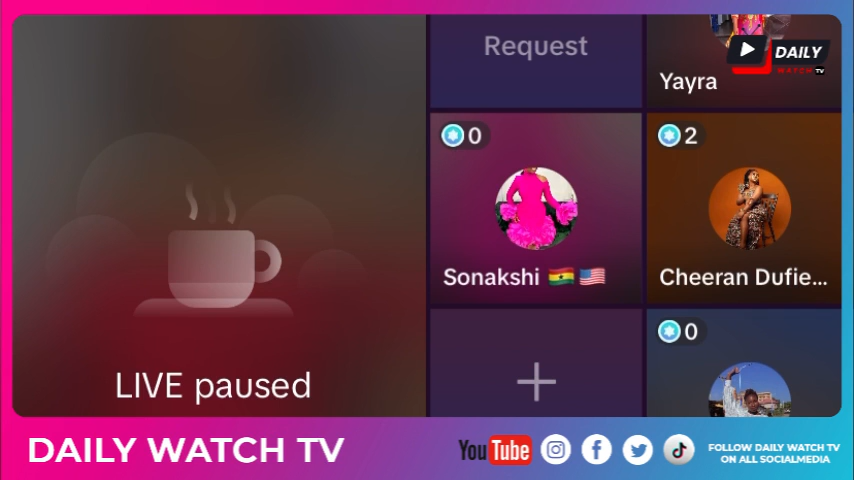 Request
DAILY
WATCH TV
Yayra
0
2
Sonakshi 🇬🇭🇺🇸
Cheeran Dufie...
0
LIVE paused
DAILY WATCH TV
YouTube
FOLLOW DAILY WATCH TV
ON ALL SOCIALMEDIA